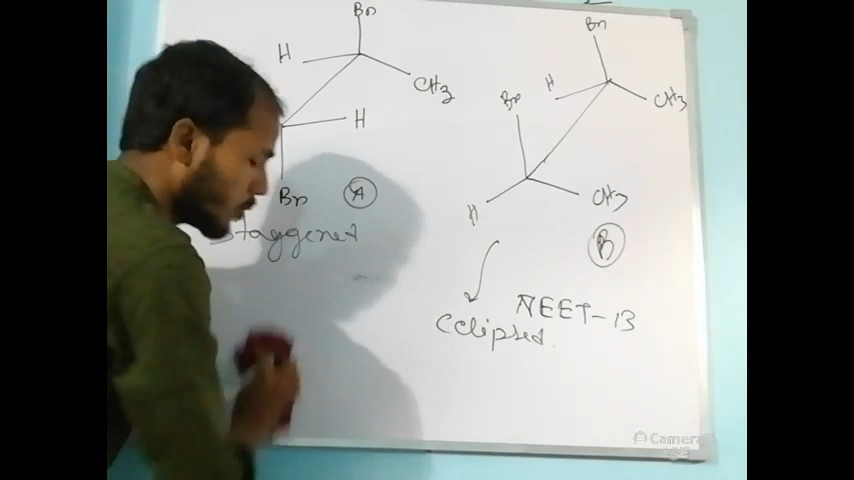 Br
H
CH3
H
Br
A
Staggered
Br
Br
H
CH3
H
CH3
B
NEET-13
Eclipsed.
Camera